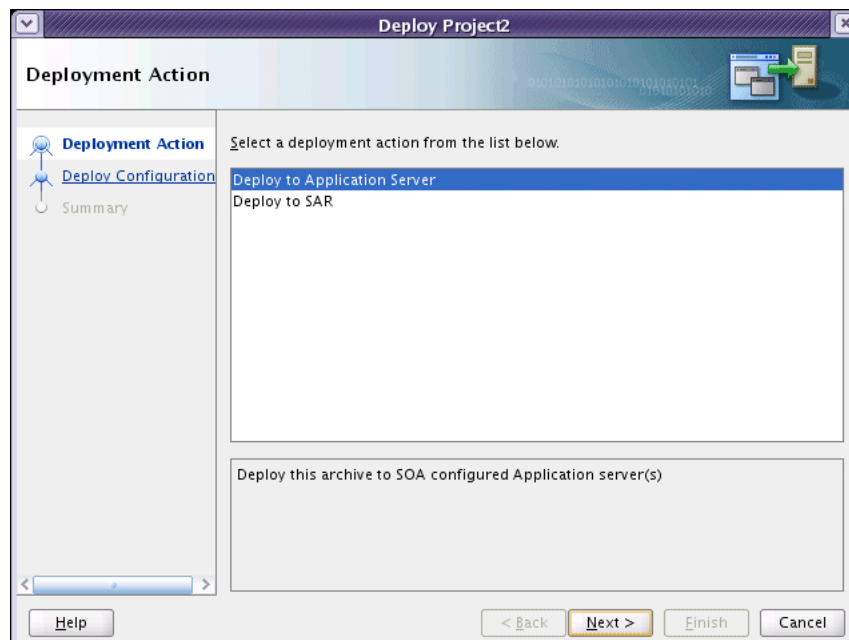 Deploy Project2
Deployment Action
Deployment Action
Deploy Configuration
Summary
Select a deployment action from the list below.
Deploy to Application Server
Deploy to SAR
Deploy this archive to SOA configured Application server(s)
Help
< Back
Next >
Finish
Cancel